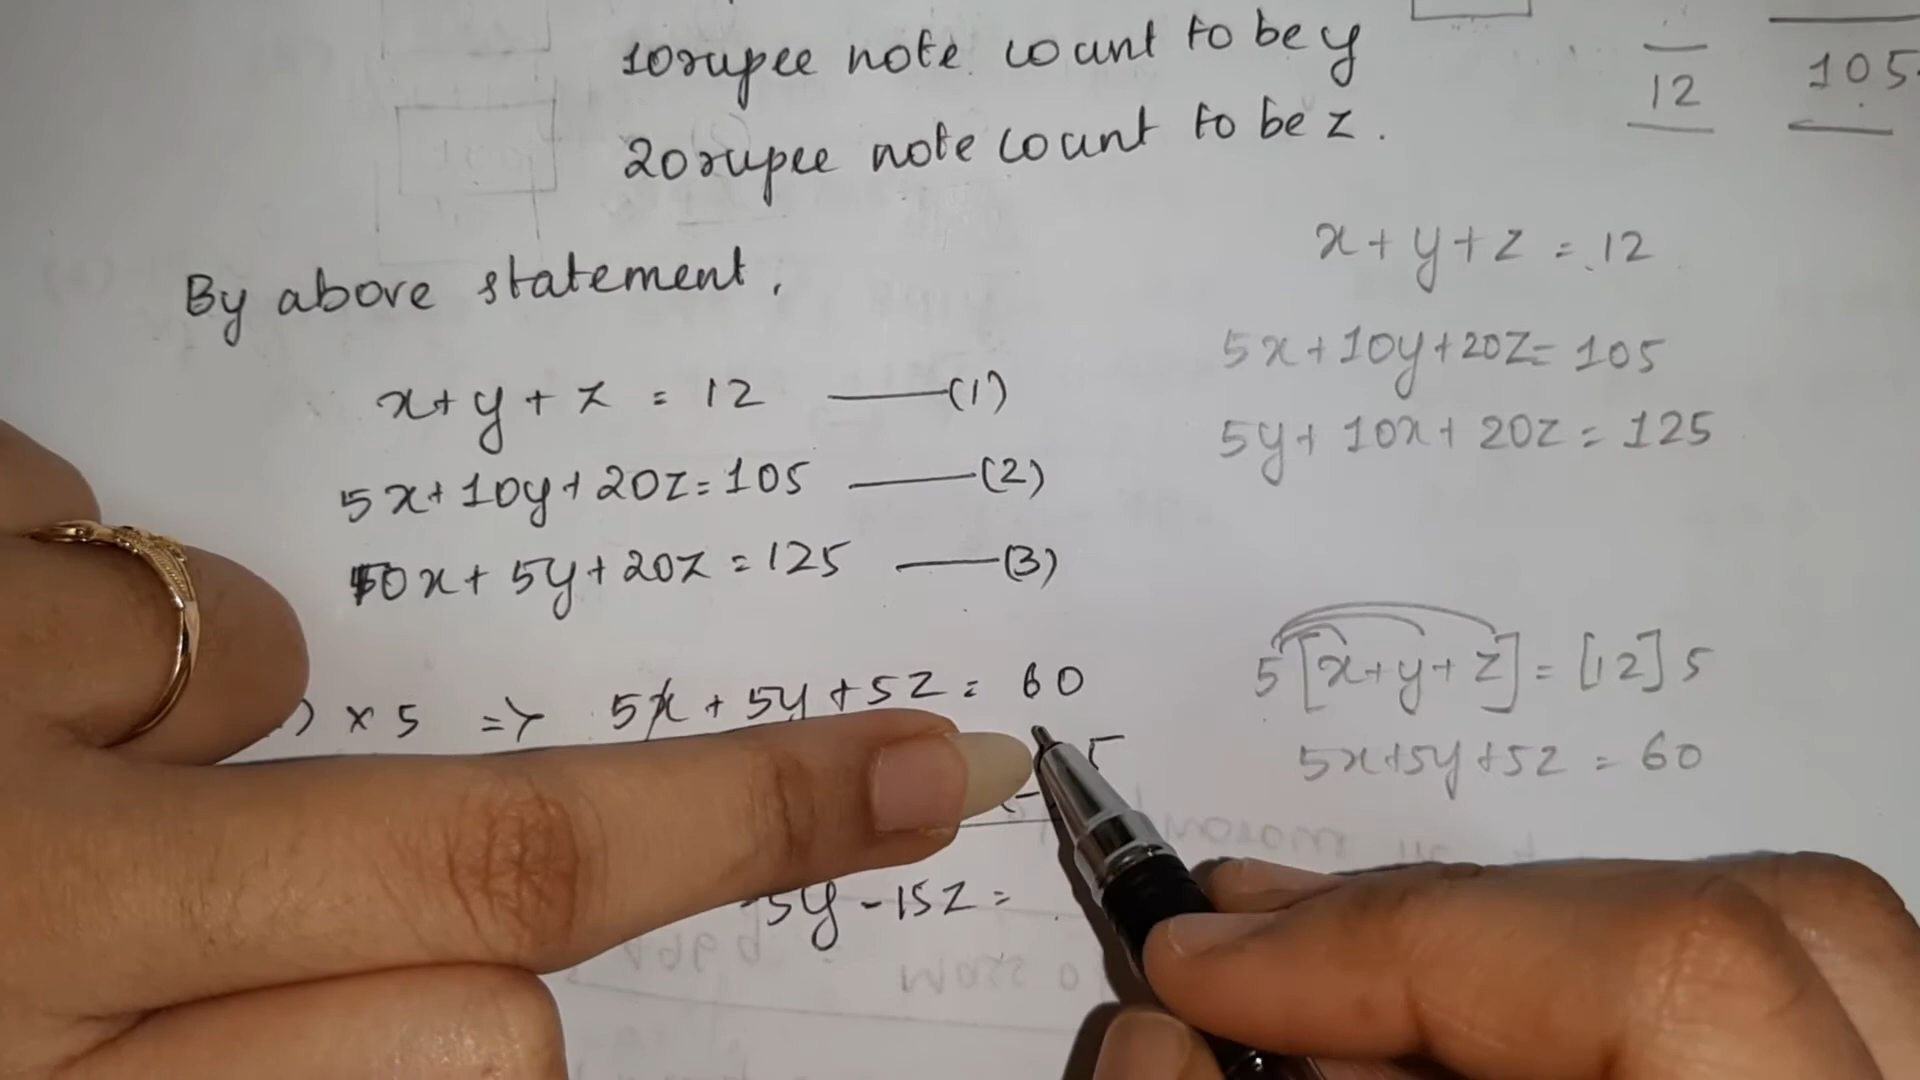 10rupee note count to be y
20rupee note count to be z.
12
105
By above statement,
x+y+z = 12 ——(1)
5x+10y+20z=105 ——(2)
10x+5y+20z=125 ——(3)
) x 5 => 5x+5y+5z = 60
5
-5y-15z =
x+y+z = 12
5x+10y+20z=105
5y+10x+20z=125
5[x+y+z]=[12]5
5x+5y+5z = 60